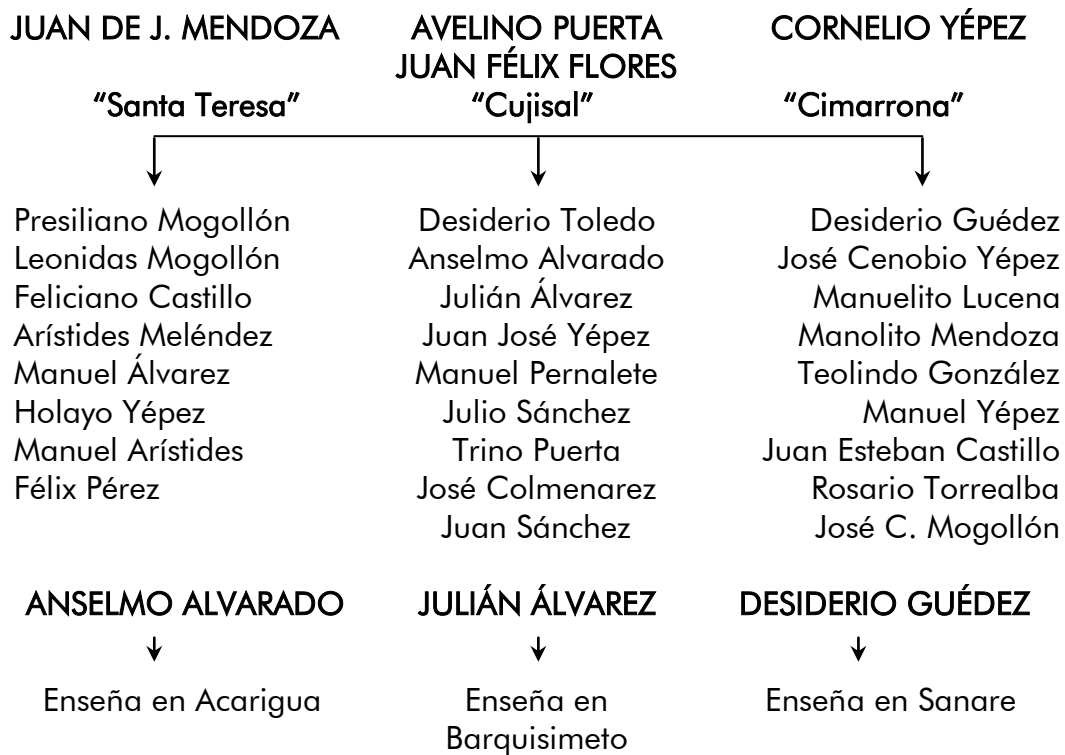 JUAN DE J. MENDOZA
“Santa Teresa”
AVELINO PUERTA
JUAN FÉLIX FLORES
“Cujisal”
CORNELIO YÉPEZ
“Cimarrona”
Presiliano Mogollón
Leonidas Mogollón
Feliciano Castillo
Arístides Meléndez
Manuel Álvarez
Holayo Yépez
Manuel Arístides
Félix Pérez
Desiderio Toledo
Anselmo Alvarado
Julián Álvarez
Juan José Yépez
Manuel Pernalete
Julio Sánchez
Trino Puerta
José Colmenarez
Juan Sánchez
Desiderio Guédez
José Cenobio Yépez
Manuelito Lucena
Manolito Mendoza
Teolindo González
Manuel Yépez
Juan Esteban Castillo
Rosario Torrealba
José C. Mogollón
ANSELMO ALVARADO
Enseña en Acarigua
JULIÁN ÁLVAREZ
Enseña en
Barquisimeto
DESIDERIO GUÉDEZ
Enseña en Sanare